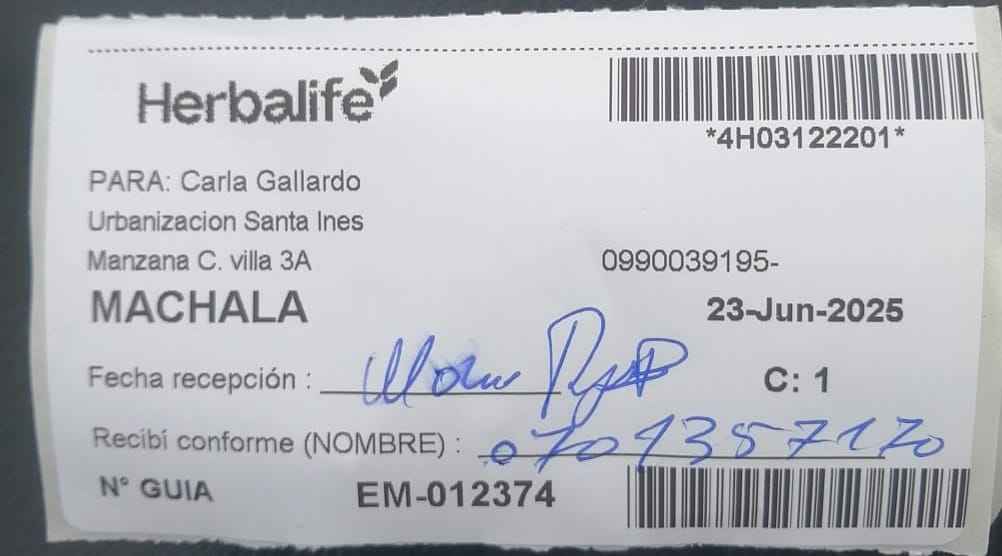 Herbalife
*4H03122201*
PARA: Carla Gallardo
Urbanizacion Santa Ines
Manzana C. villa 3A
0990039195-
MACHALA
23-Jun-2025
Fecha recepción :
C: 1
Recibí conforme (NOMBRE) : 0701357170
N° GUIA EM-012374